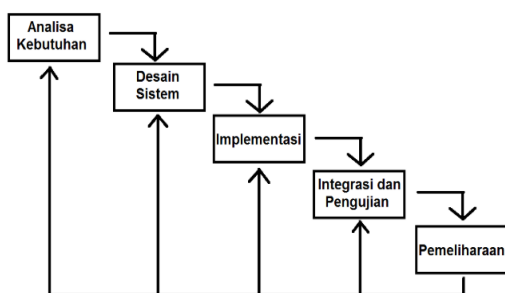 Analisa
Kebutuhan
Desain
Sistem
Implementasi
Integrasi dan
Pengujian
Pemeliharaan